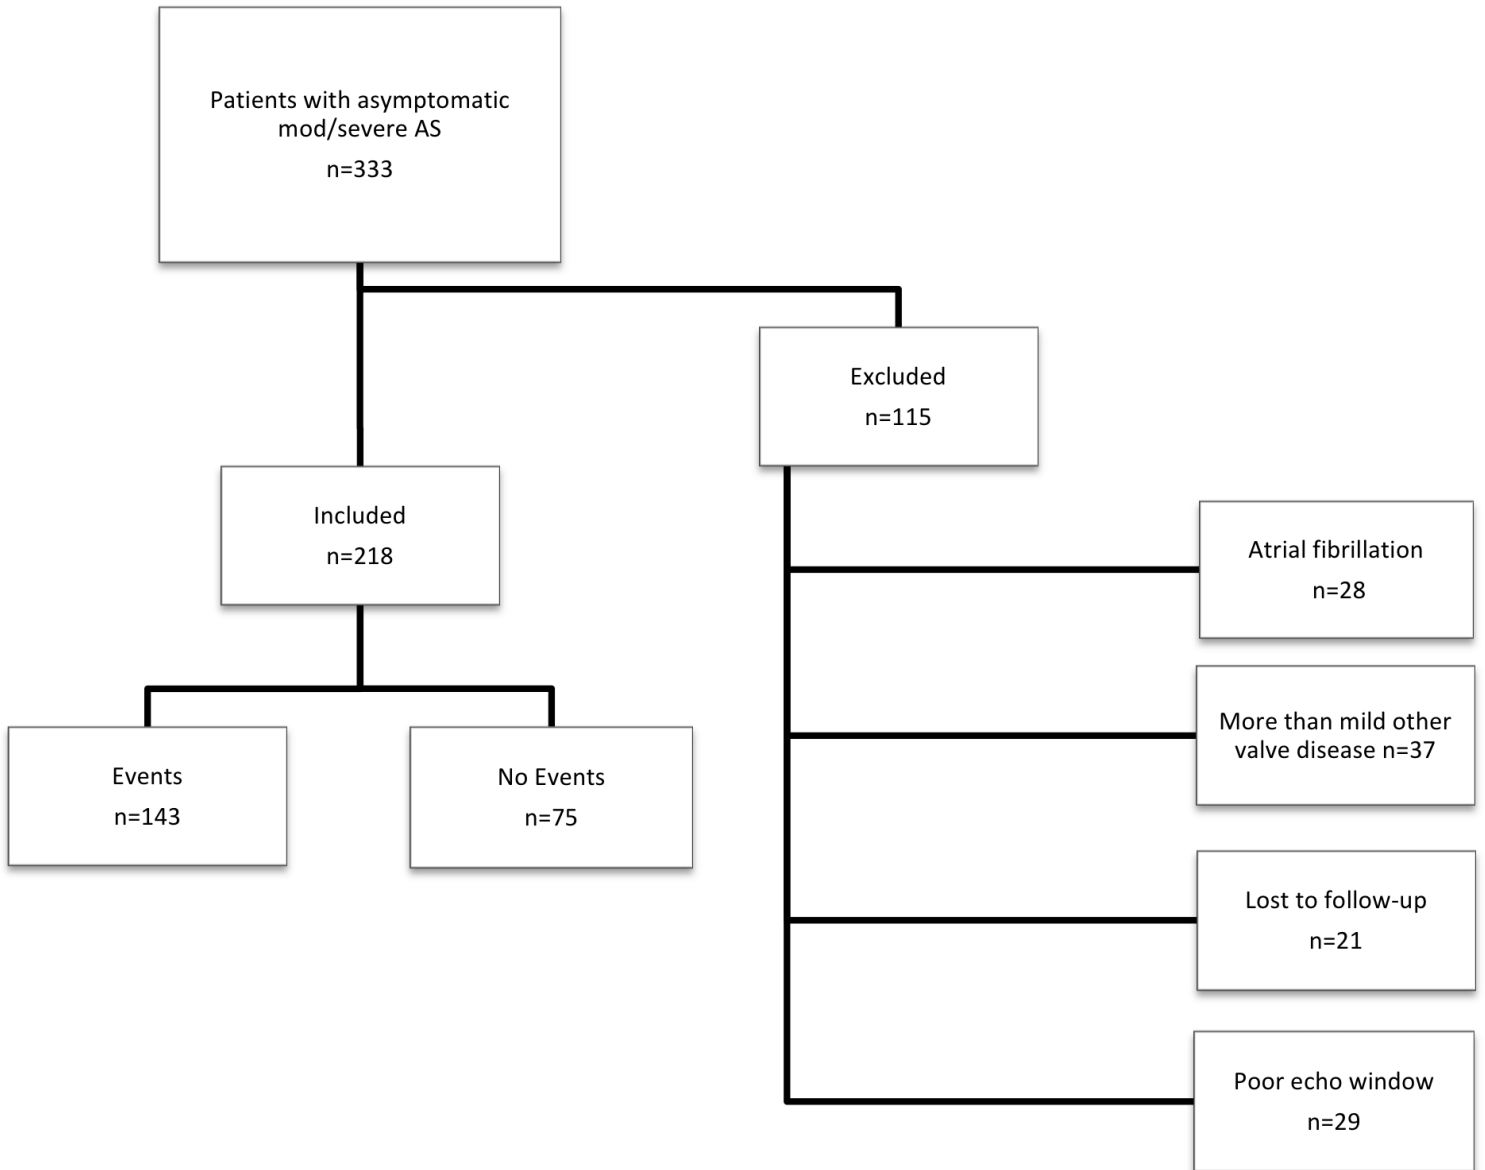 Patients with asymptomatic
mod/severe AS
n=333
Excluded
n=115
Included
n=218
Events
n=143
No Events
n=75
Atrial fibrillation
n=28
More than mild other
valve disease n=37
Lost to follow-up
n=21
Poor echo window
n=29